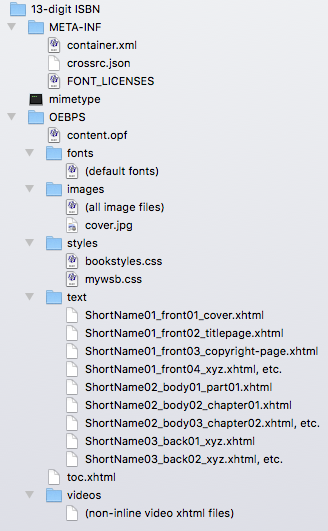 13-digit ISBN
META-INF
container.xml
crossrc.json
FONT_LICENSES
mimetype
OEBPS
content.opf
fonts
(default fonts)
images
(all image files)
cover.jpg
styles
bookstyles.css
mywsb.css
text
ShortName01_front01_cover.xhtml
ShortName01_front02_titlepage.xhtml
ShortName01_front03_copyright-page.xhtml
ShortName01_front04_xyz.xhtml, etc.
ShortName02_body01_part01.xhtml
ShortName02_body02_chapter01.xhtml
ShortName02_body03_chapter02.xhtml, etc.
ShortName03_back01_xyz.xhtml
ShortName03_back02_xyz.xhtml, etc.
toc.xhtml
videos
(non-inline video xhtml files)